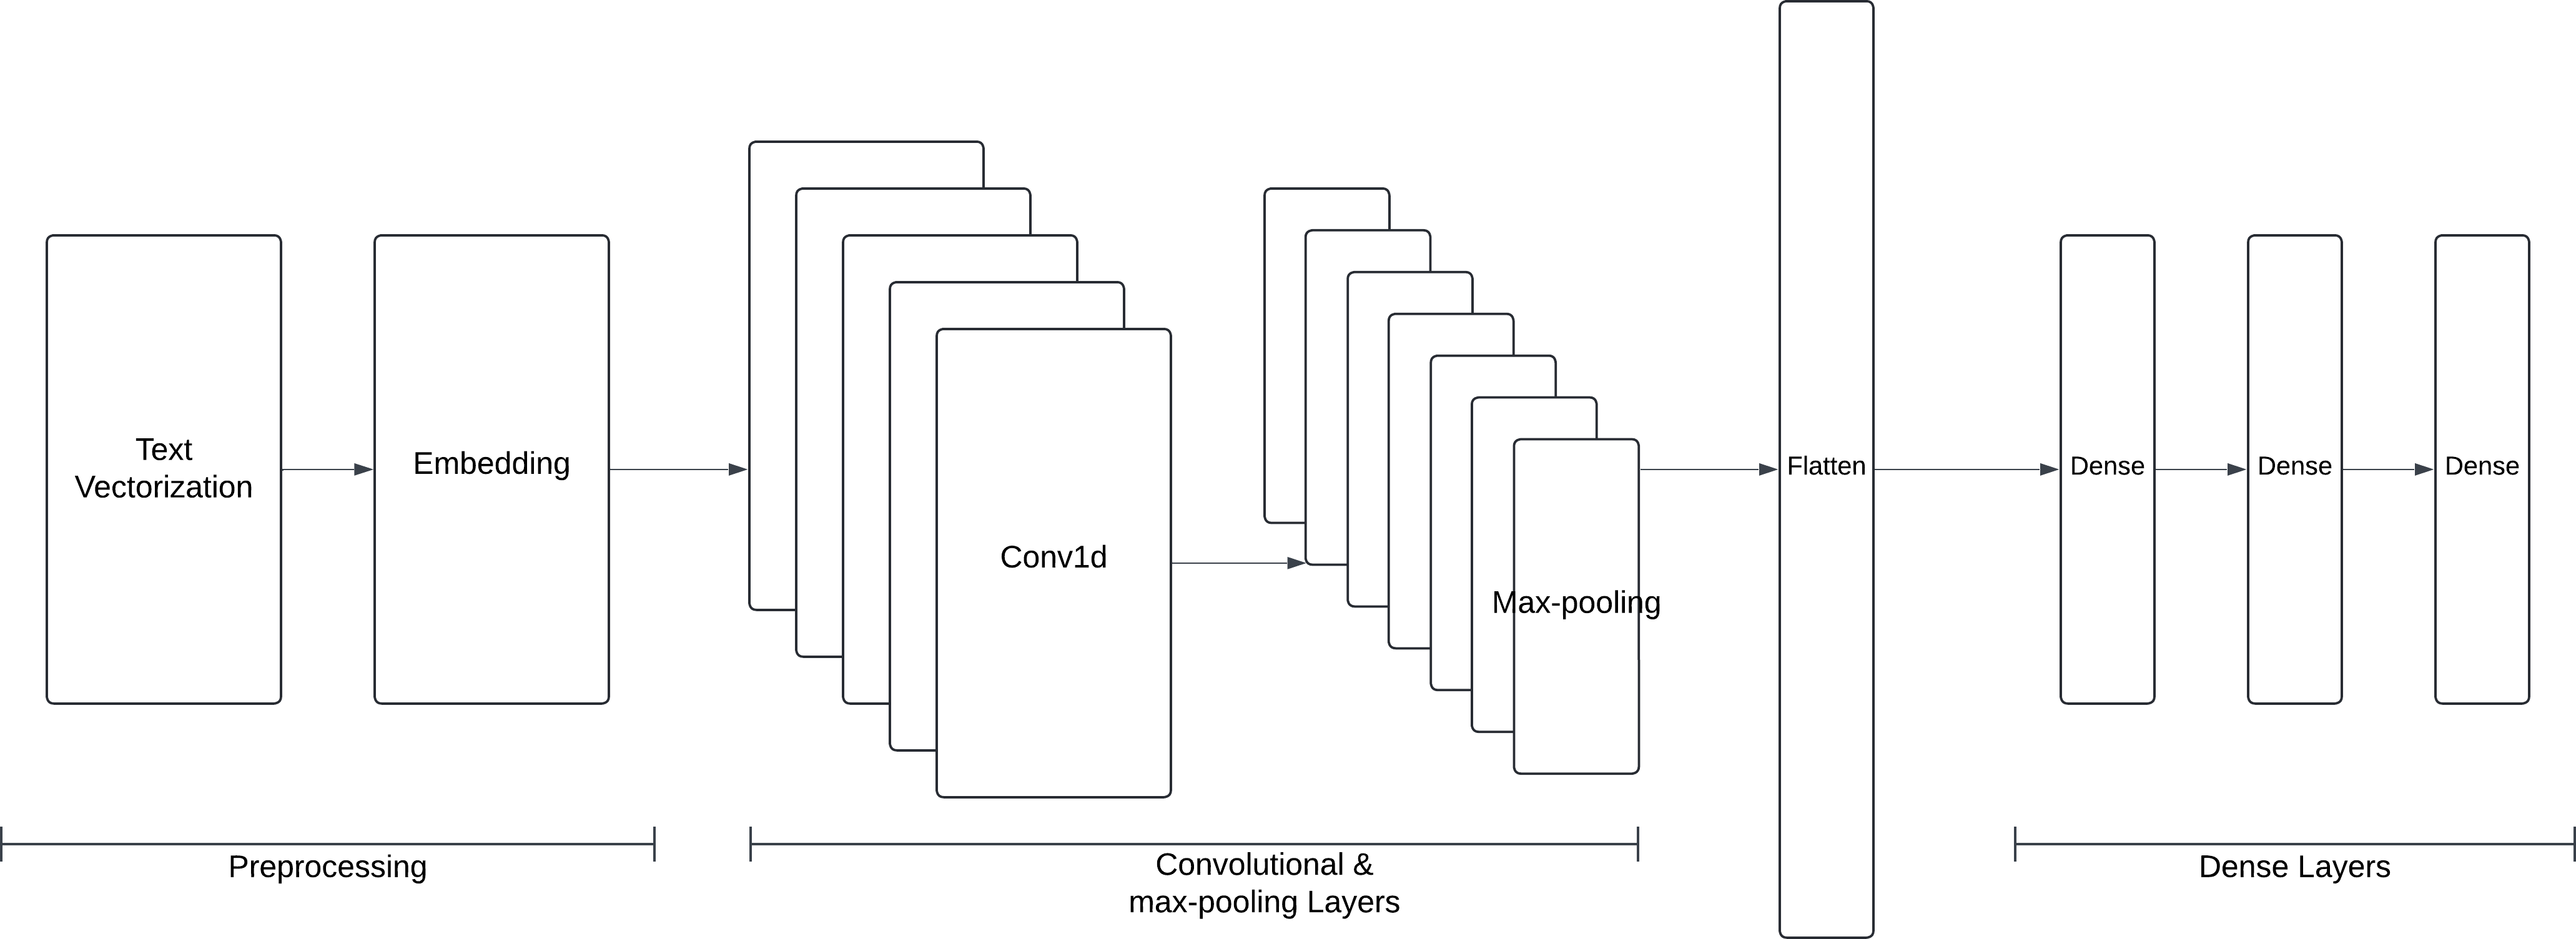 Text
Vectorization
Embedding
Conv1d
Max-pooling
Flatten
Dense
Dense
Dense
Preprocessing
Convolutional &
max-pooling Layers
Dense Layers